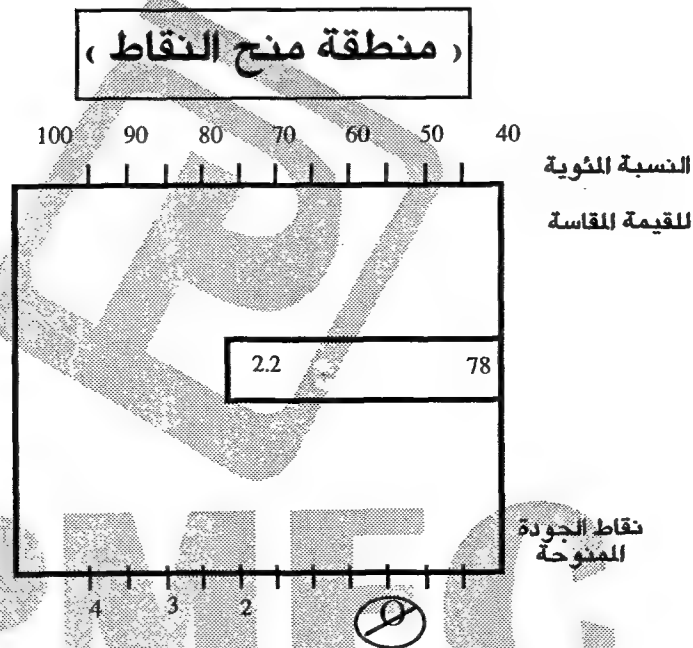 ( منطقة منح النقاط )
100 90 80 70 60 50 40
النسبة المئوية
للقيمة المقاسة
2.2 78
نقاط الجودة
الممنوحة
4 3 2 0
PMEC